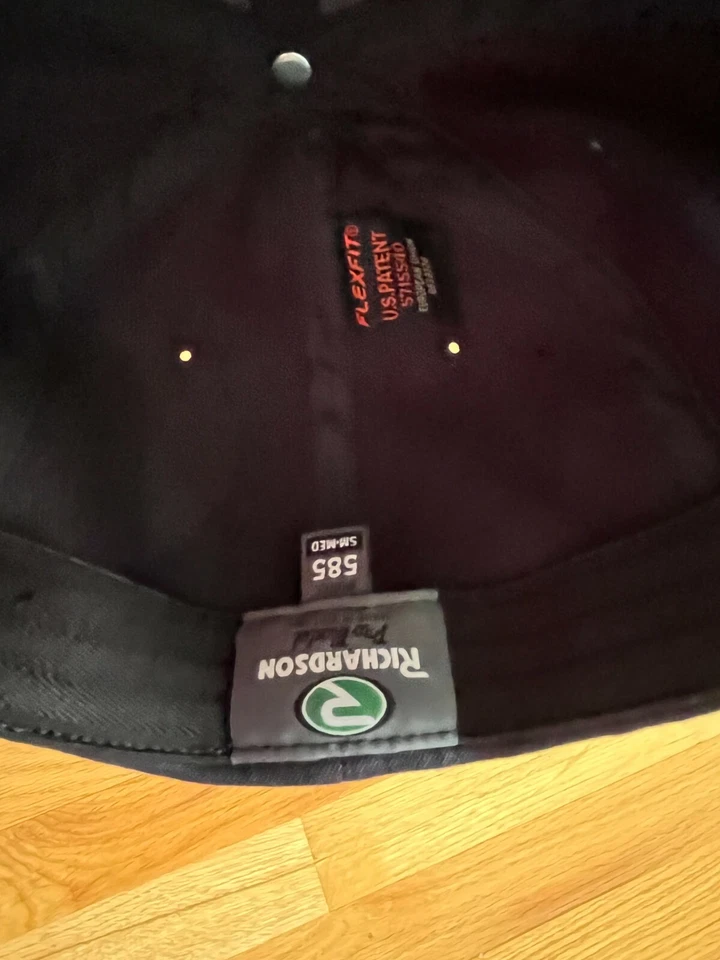 FLEXFIT®
U.S.PATENT
5715540
585
SM-MED
RICHARDSON
R